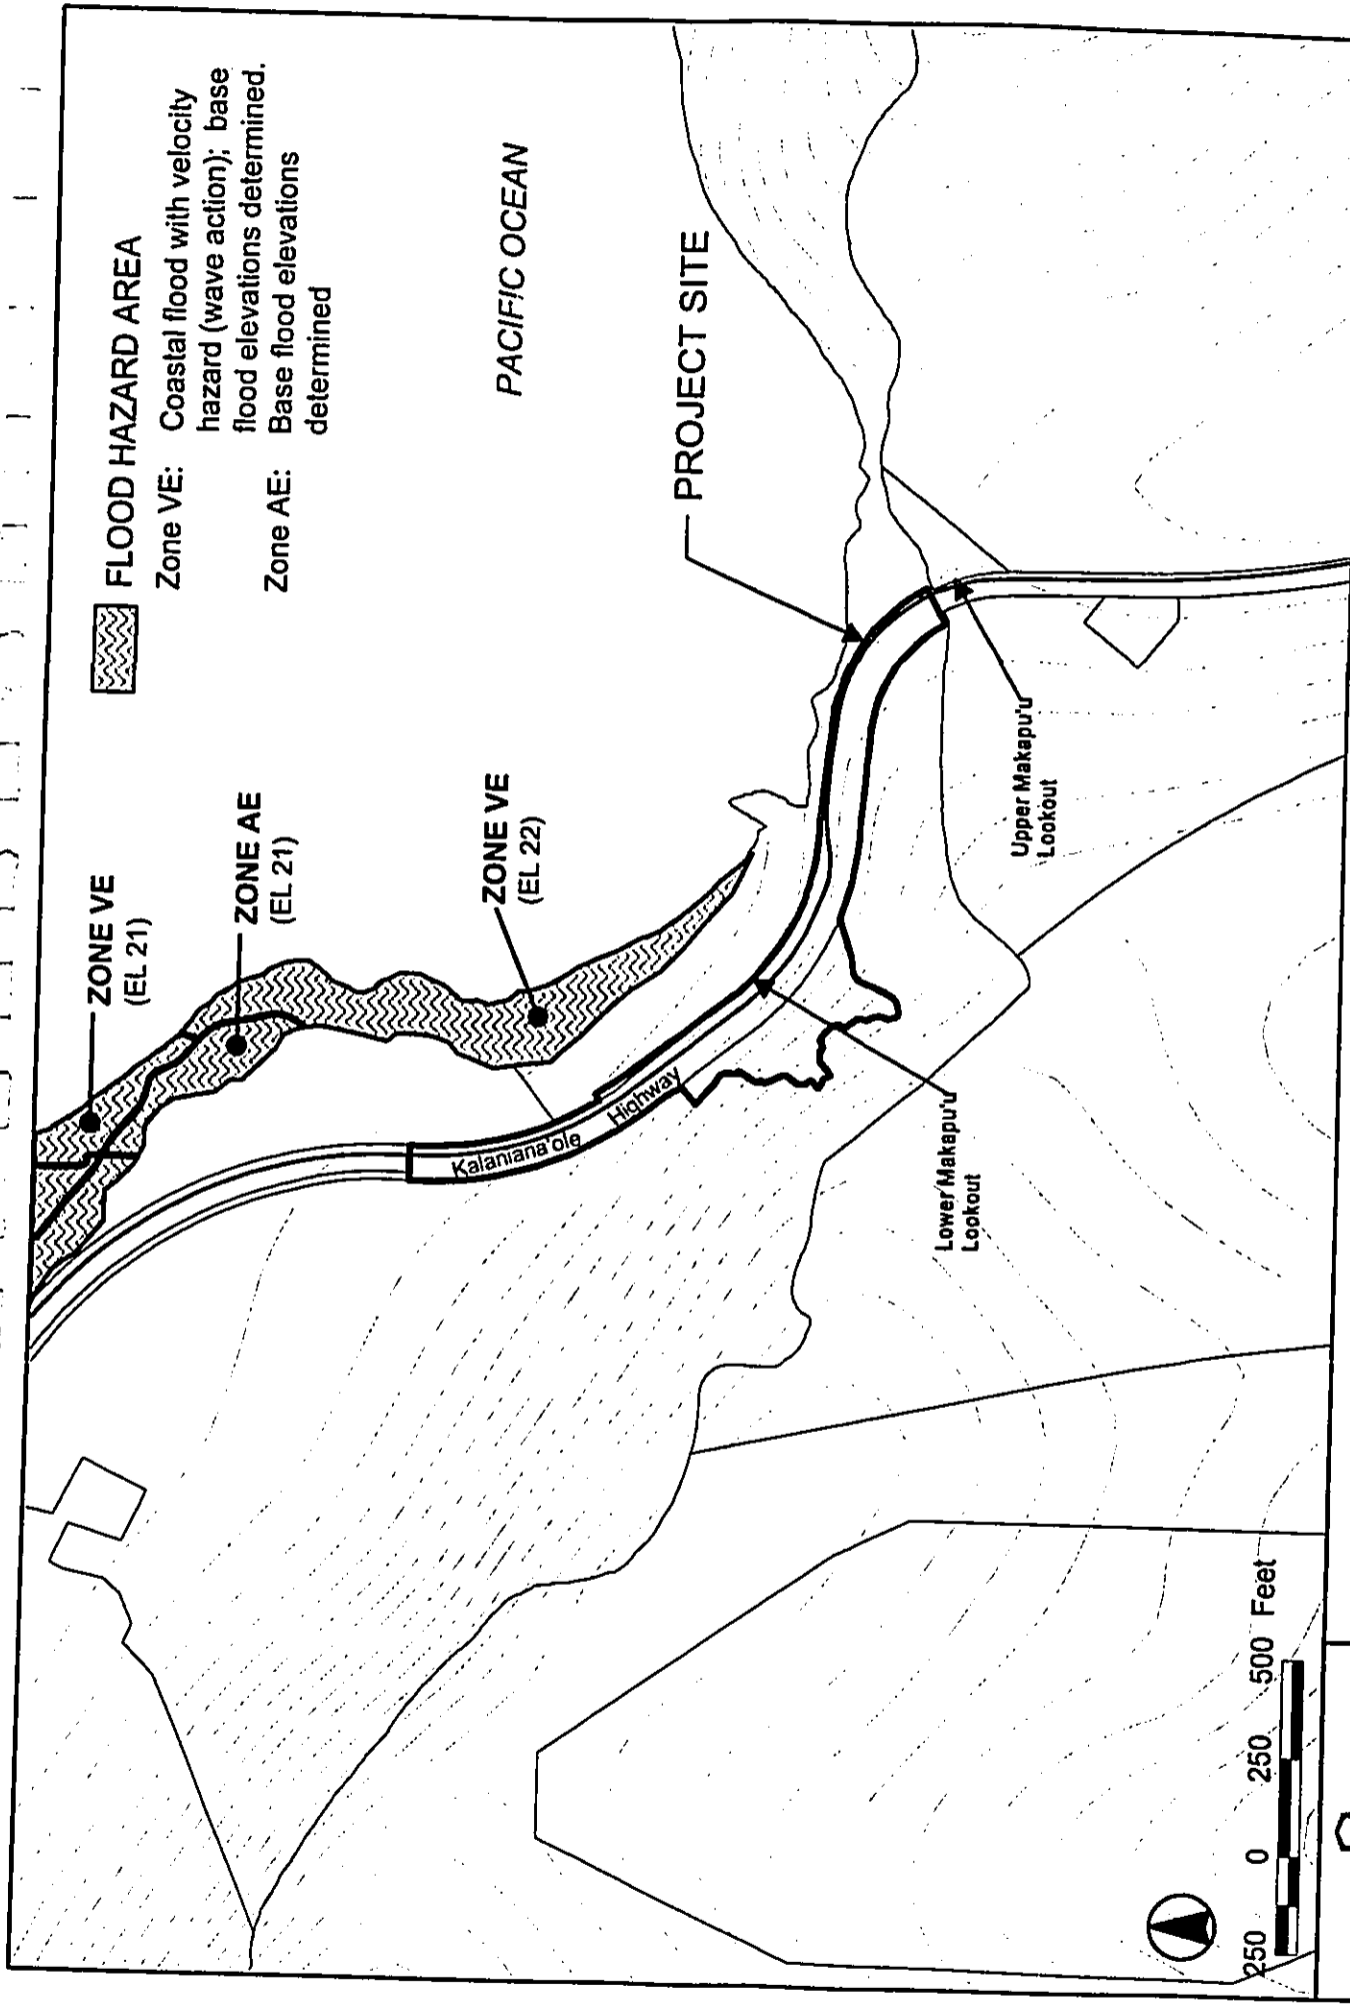 FLOOD HAZARD AREA
Zone VE: Coastal flood with velocity
hazard (wave action); base
flood elevations determined.
Zone AE: Base flood elevations
determined
ZONE VE
(EL 21)
ZONE AE
(EL 21)
ZONE VE
(EL 22)
PACIFIC OCEAN
PROJECT SITE
Kalaniana'ole Highway
Upper Makapu'u
Lookout
Lower Makapu'u
Lookout
250 0 250 500 Feet